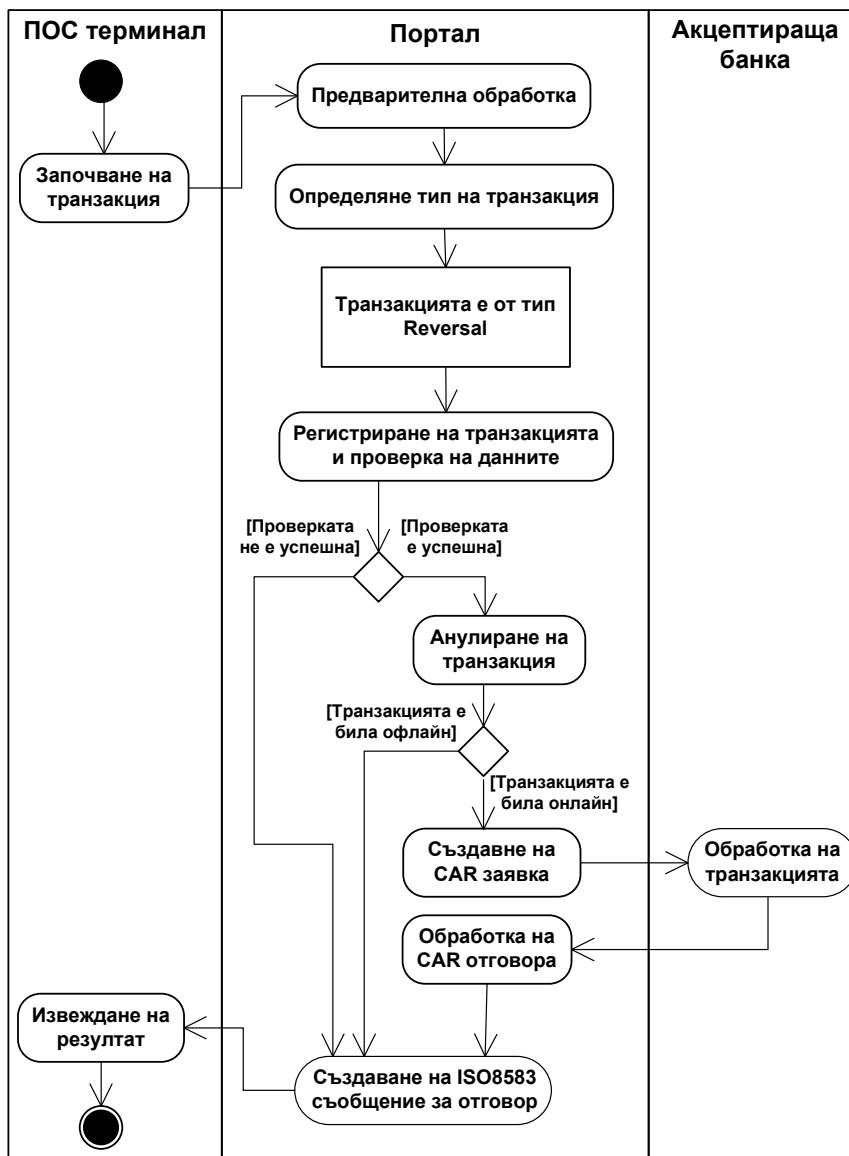 ПОС терминал
Портал
Акцептираща
банка
Предварителна обработка
Започване на
транзакция
Определяне тип на транзакция
Транзакцията е от тип
Reversal
Регистриране на транзакцията
и проверка на данните
[Проверката
не е успешна]
[Проверката
е успешна]
Анулиране на
транзакция
[Транзакцията е
била офлайн]
[Транзакцията е
била онлайн]
Създавне на
CAR заявка
Обработка на
транзакцията
Обработка на
CAR отговора
Извеждане на
резултат
Създаване на ISO8583
съобщение за отговор